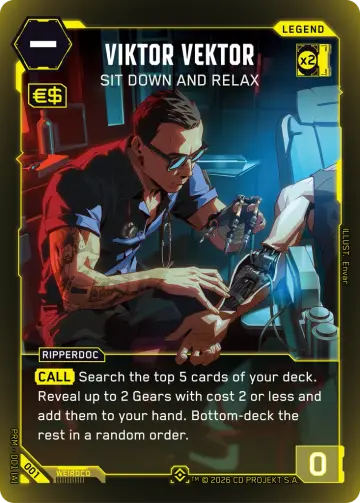 LEGEND
VIKTOR VEKTOR
SIT DOWN AND RELAX
x2
€$
ILLUST. Envar
RIPPERDOC
CALL Search the top 5 cards of your deck.
Reveal up to 2 Gears with cost 2 or less and
add them to your hand. Bottom-deck the
rest in a random order.
001
WEIRDCO
™ © 2026 CD PROJEKT S.A.
0